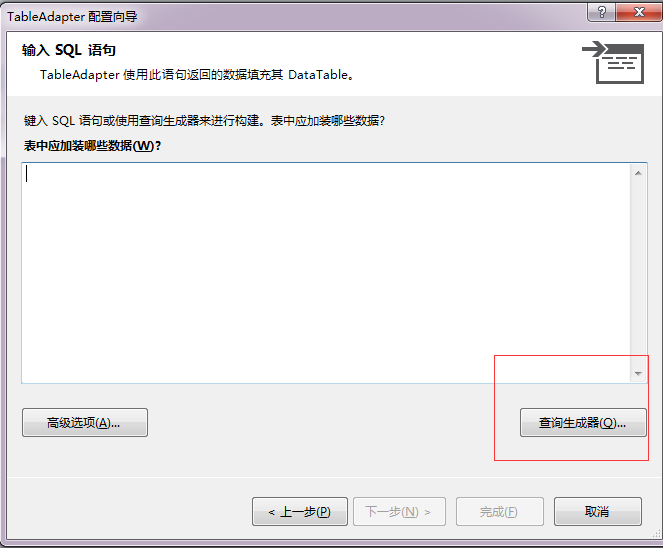 TableAdapter 配置向导
输入 SQL 语句
TableAdapter 使用此语句返回的数据填充其 DataTable。
键入 SQL 语句或使用查询生成器来进行构建。表中应加装哪些数据?
表中应加装哪些数据(W)?
高级选项(A)...
查询生成器(Q)...
< 上一步(P)
下一步(N) >
完成(F)
取消